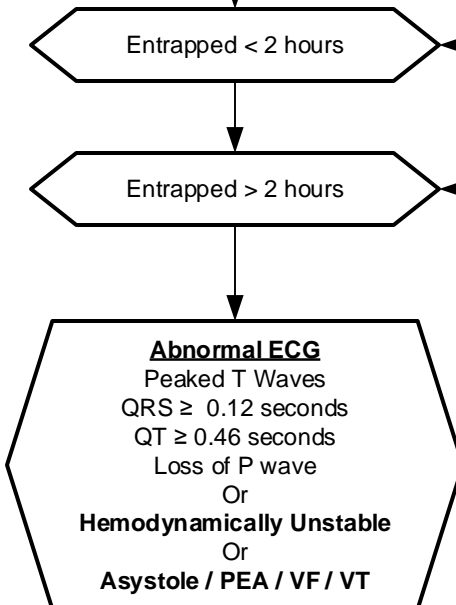 Entrapped < 2 hours
Entrapped > 2 hours
Abnormal ECG
Peaked T Waves
QRS ≥ 0.12 seconds
QT ≥ 0.46 seconds
Loss of P wave
Or
Hemodynamically Unstable
Or
Asystole / PEA / VF / VT